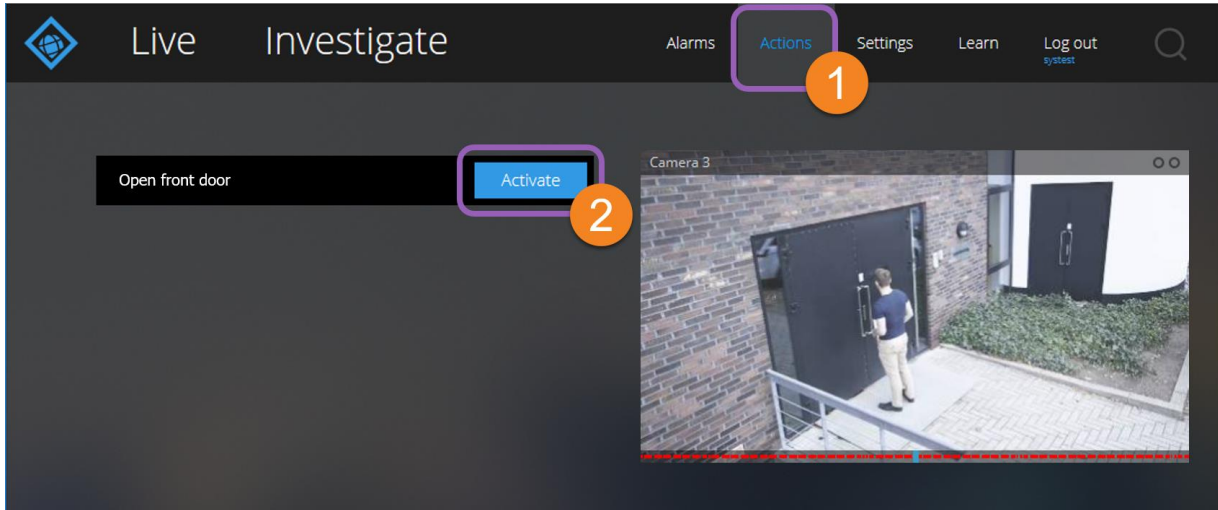 Live Investigate Alarms Actions Settings Learn Log out
systest
1
Open front door Activate
2
Camera 3